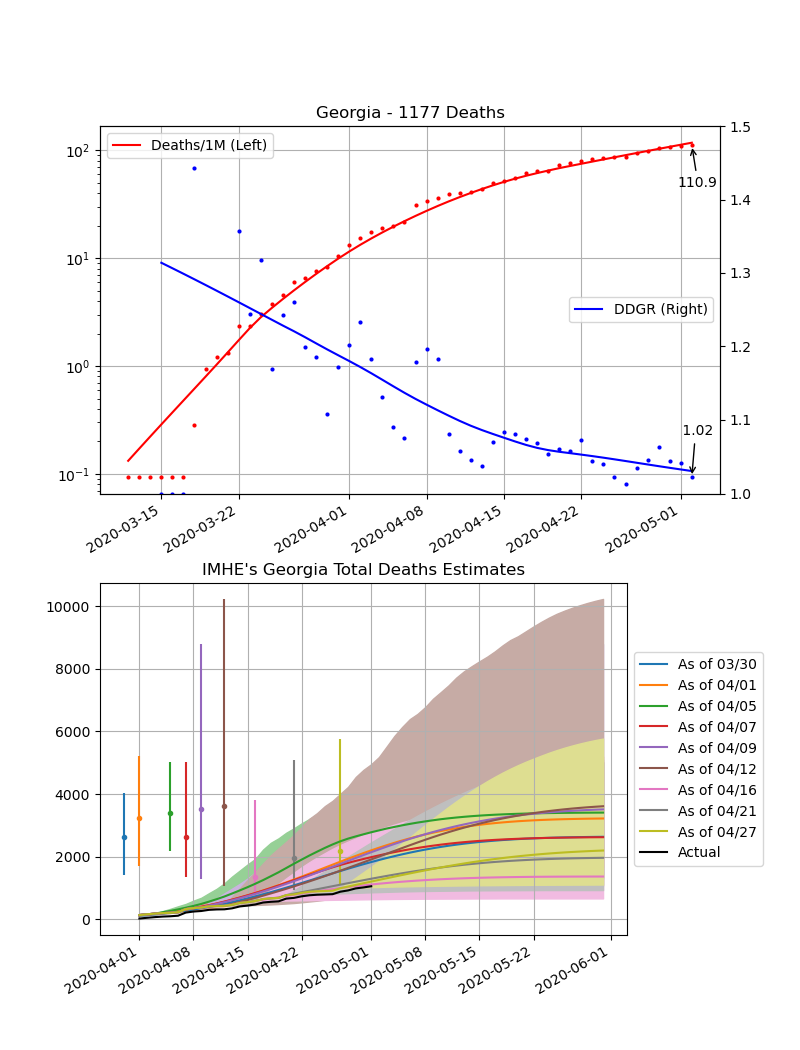 Georgia - 1177 Deaths
Deaths/1M (Left)
DDGR (Right)
110.9
1.02
10²
10¹
10⁰
10⁻¹
1.5
1.4
1.3
1.2
1.1
1.0
2020-03-15
2020-03-22
2020-04-01
2020-04-08
2020-04-15
2020-04-22
2020-05-01
IMHE's Georgia Total Deaths Estimates
10000
8000
6000
4000
2000
0
2020-04-01
2020-04-08
2020-04-15
2020-04-22
2020-05-01
2020-05-08
2020-05-15
2020-05-22
2020-06-01
As of 03/30
As of 04/01
As of 04/05
As of 04/07
As of 04/09
As of 04/12
As of 04/16
As of 04/21
As of 04/27
Actual